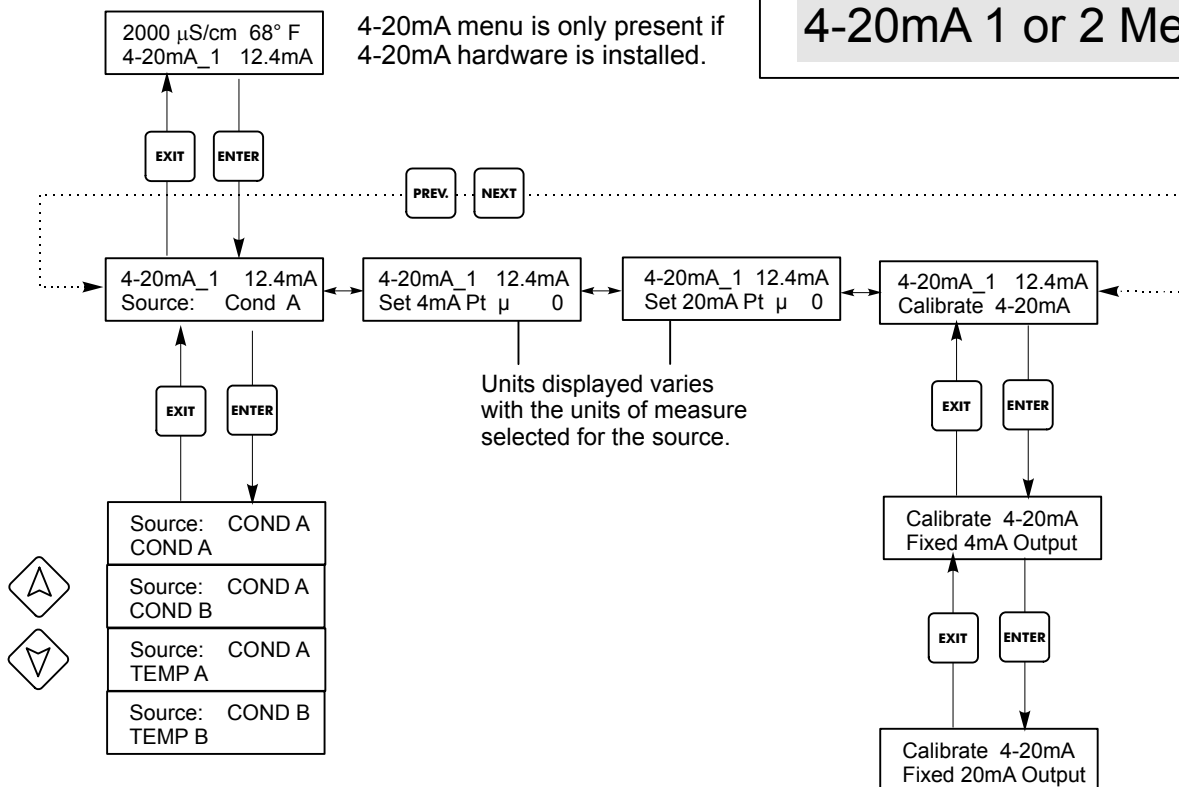 2000 µS/cm 68° F
4-20mA_1 12.4mA
4-20mA menu is only present if
4-20mA hardware is installed.
4-20mA 1 or 2 Me
EXIT
ENTER
PREV.
NEXT
4-20mA_1 12.4mA
Source: Cond A
4-20mA_1 12.4mA
Set 4mA Pt µ 0
4-20mA_1 12.4mA
Set 20mA Pt µ 0
4-20mA_1 12.4mA
Calibrate 4-20mA
Units displayed varies
with the units of measure
selected for the source.
EXIT
ENTER
EXIT
ENTER
Source: COND A
COND A
Source: COND A
COND B
Source: COND A
TEMP A
Source: COND B
TEMP B
Calibrate 4-20mA
Fixed 4mA Output
EXIT
ENTER
Calibrate 4-20mA
Fixed 20mA Output